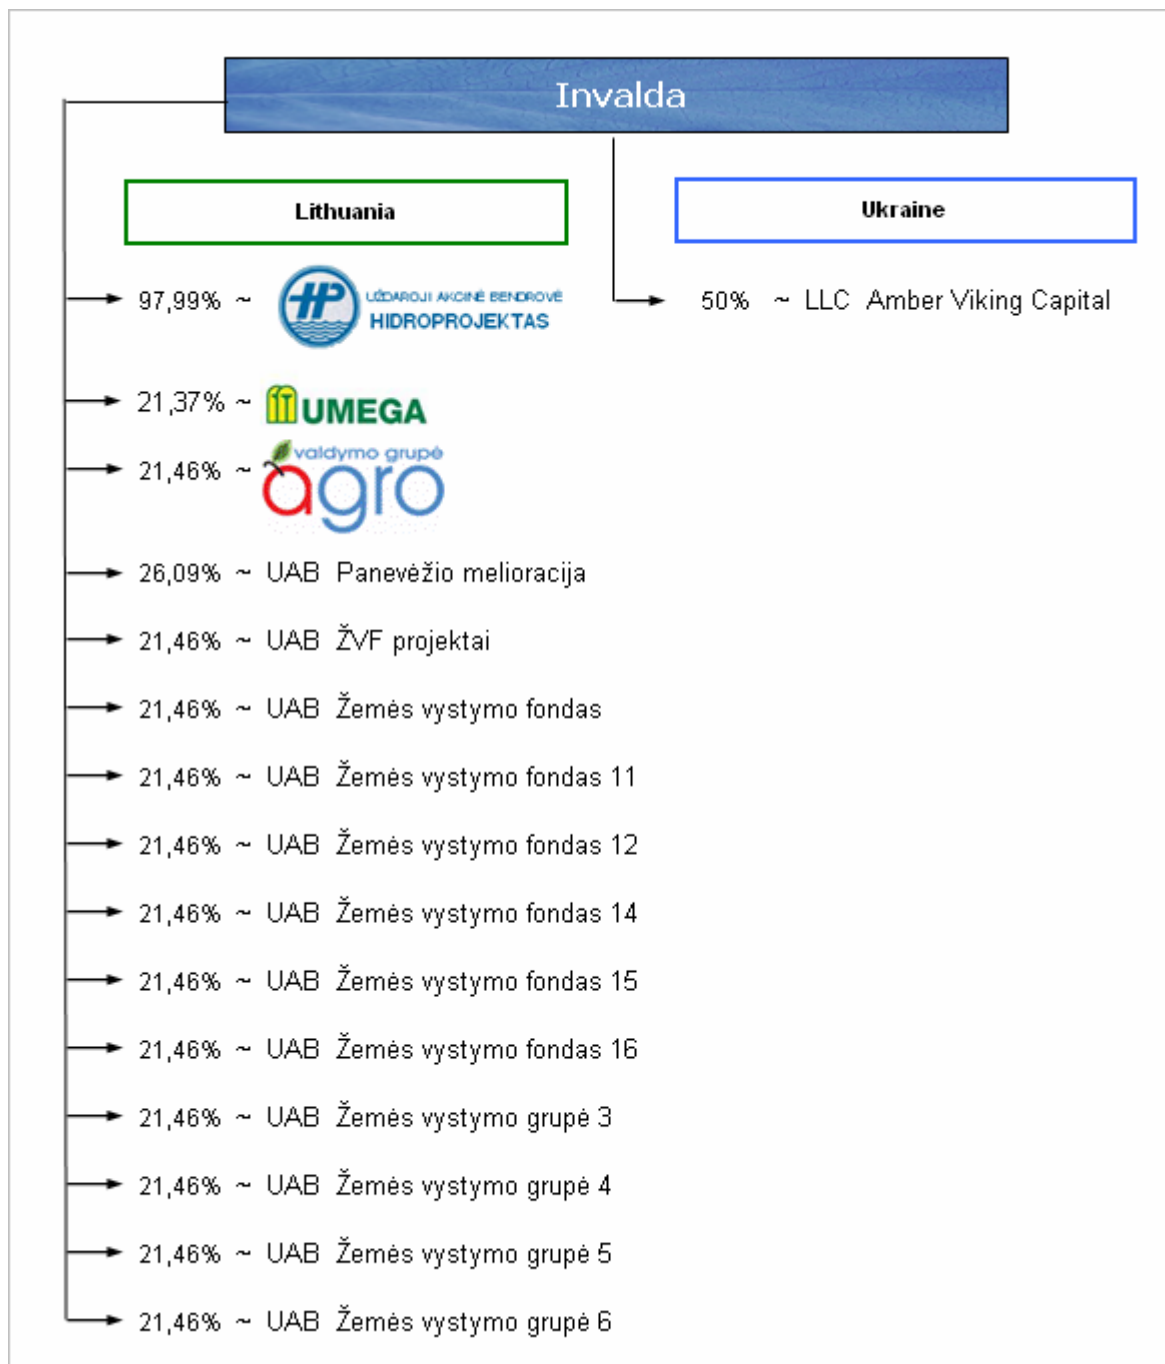 Invalda
Lithuania
Ukraine
97,99% ~ HP UŽDAROJI AKCINĖ BENDROVĖ
HIDROPROJEKTAS
50% ~ LLC Amber Viking Capital
21,37% ~ UMEGA
21,46% ~ valdymo grupė
agro
26,09% ~ UAB Panevėžio melioracija
21,46% ~ UAB ŽVF projektai
21,46% ~ UAB Žemės vystymo fondas
21,46% ~ UAB Žemės vystymo fondas 11
21,46% ~ UAB Žemės vystymo fondas 12
21,46% ~ UAB Žemės vystymo fondas 14
21,46% ~ UAB Žemės vystymo fondas 15
21,46% ~ UAB Žemės vystymo fondas 16
21,46% ~ UAB Žemės vystymo grupė 3
21,46% ~ UAB Žemės vystymo grupė 4
21,46% ~ UAB Žemės vystymo grupė 5
21,46% ~ UAB Žemės vystymo grupė 6